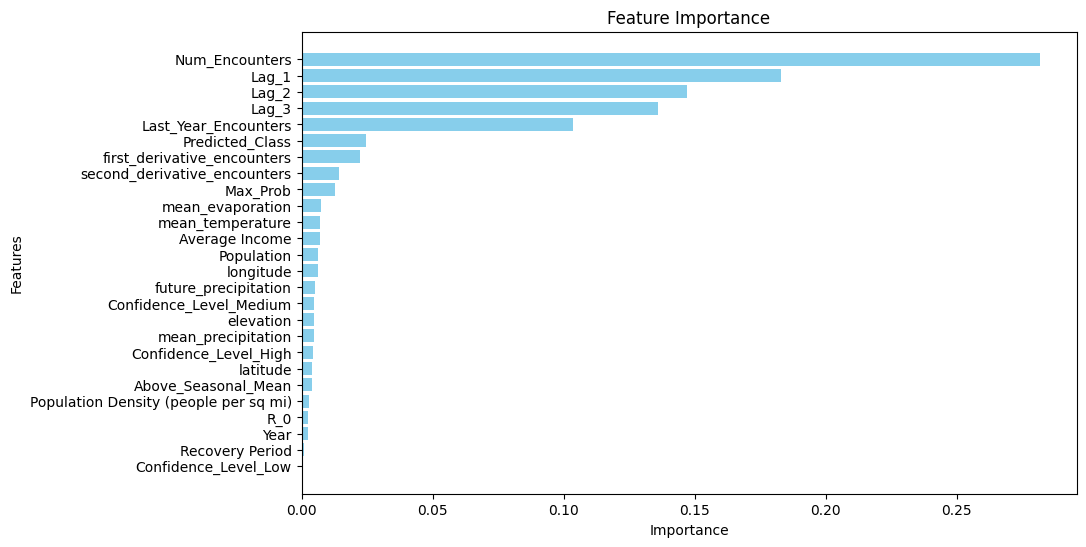 Feature Importance
Features
Num_Encounters
Lag_1
Lag_2
Lag_3
Last_Year_Encounters
Predicted_Class
first_derivative_encounters
second_derivative_encounters
Max_Prob
mean_evaporation
mean_temperature
Average Income
Population
longitude
future_precipitation
Confidence_Level_Medium
elevation
mean_precipitation
Confidence_Level_High
latitude
Above_Seasonal_Mean
Population Density (people per sq mi)
R_0
Year
Recovery Period
Confidence_Level_Low
0.00 0.05 0.10 0.15 0.20 0.25
Importance